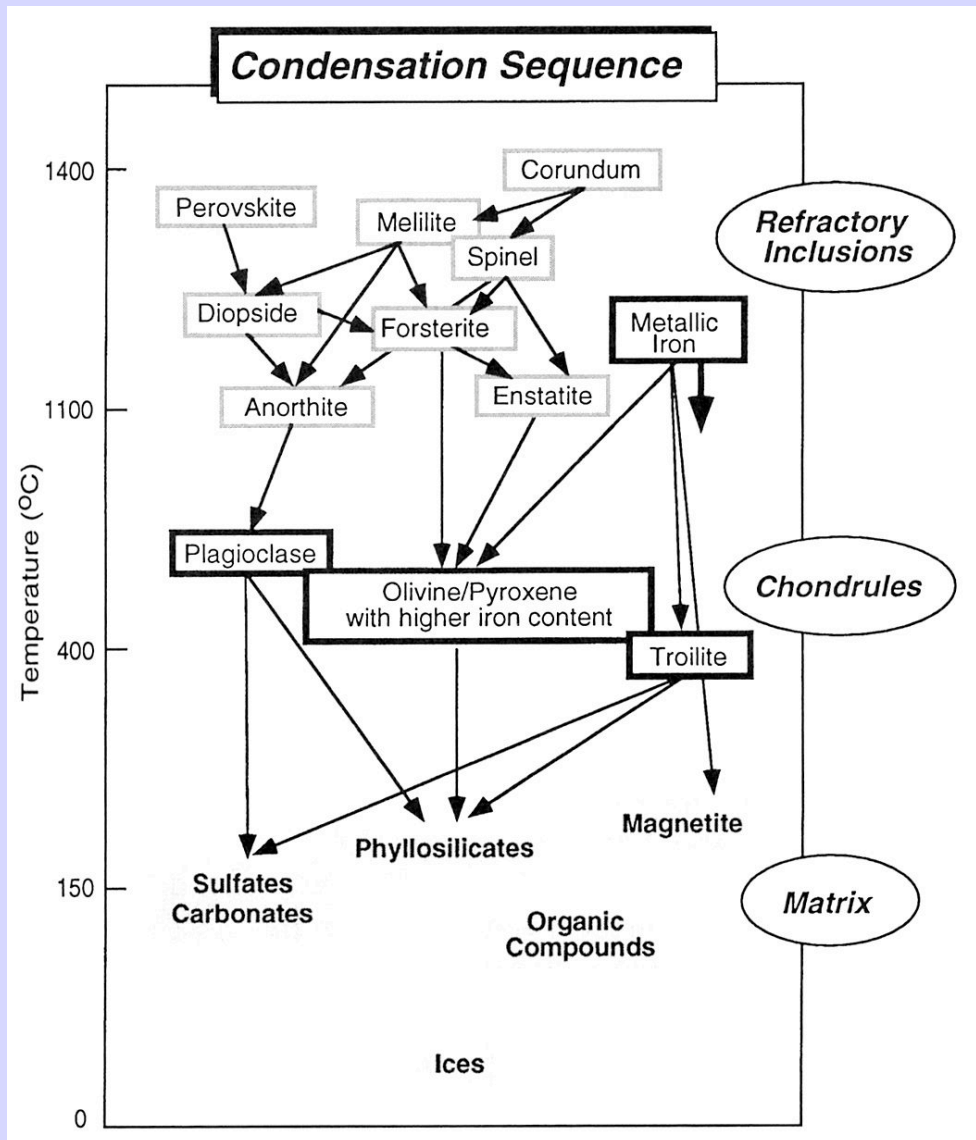 Condensation Sequence
1400
Corundum
Perovskite
Melilite
Refractory
Inclusions
Spinel
Diopside
Forsterite
Metallic
Iron
Enstatite
Anorthite
1100
Temperature (°C)
Plagioclase
Olivine/Pyroxene
with higher iron content
Chondrules
400
Troilite
Magnetite
Phyllosilicates
150
Sulfates
Carbonates
Matrix
Organic
Compounds
Ices
0